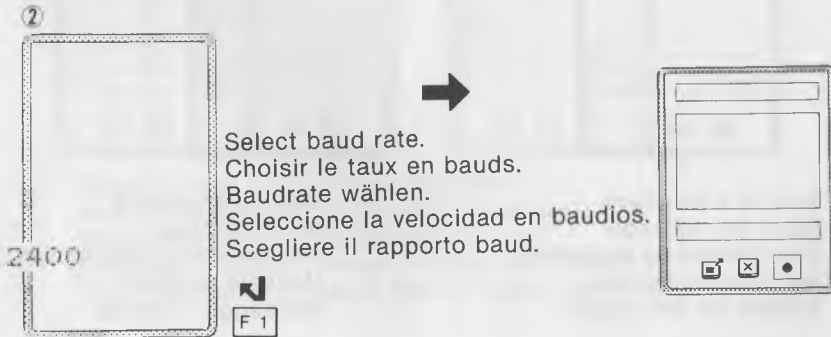 ②
Select baud rate.
Choisir le taux en bauds.
Baudrate wählen.
Seleccione la velocidad en baudios.
Scegliere il rapporto baud.
2400
F 1